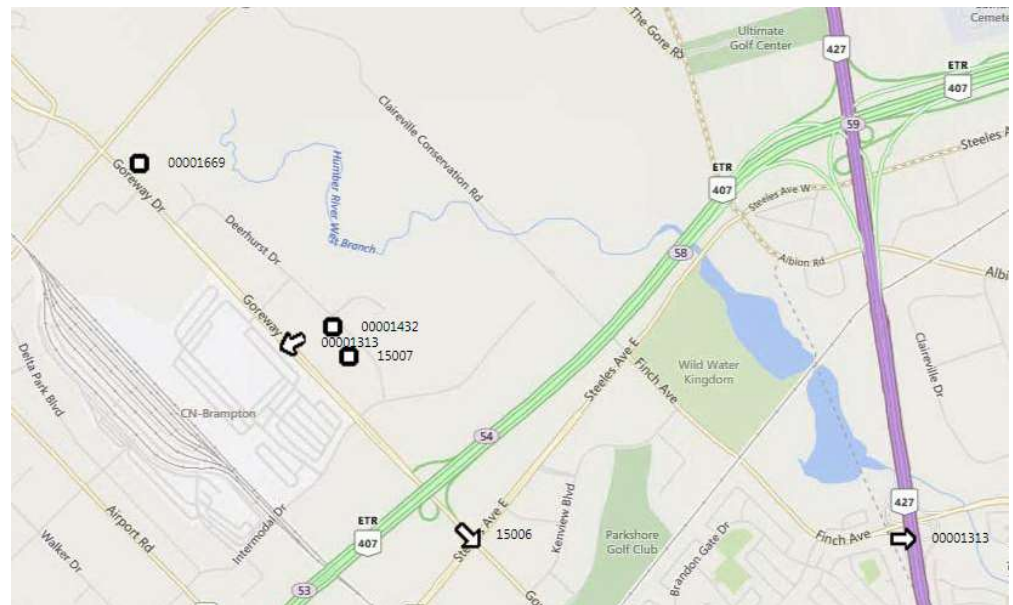 The Gore Rd
Ultimate
Golf Center
427
ETR
407
59
Steeles A
Claireville Conservation Rd
00001669
Goreway Dr
Humber River West Branch
ETR
407
Steeles Ave W
Deerhurst Dr
58
Albion Rd
Albi
Goreway
00001432
00001313
15007
Steeles Ave E
Finch Ave
Wild Water
Kingdom
Claireville Dr
Delta Park Blvd
CN-Brampton
54
427
Airport Rd
Intermodal Dr
ETR
407
Steeles Ave E
15006
Kenview Blvd
Parkshore
Golf Club
Brandon Gate Dr
Finch Ave
00001313
Walker Dr
53
Go